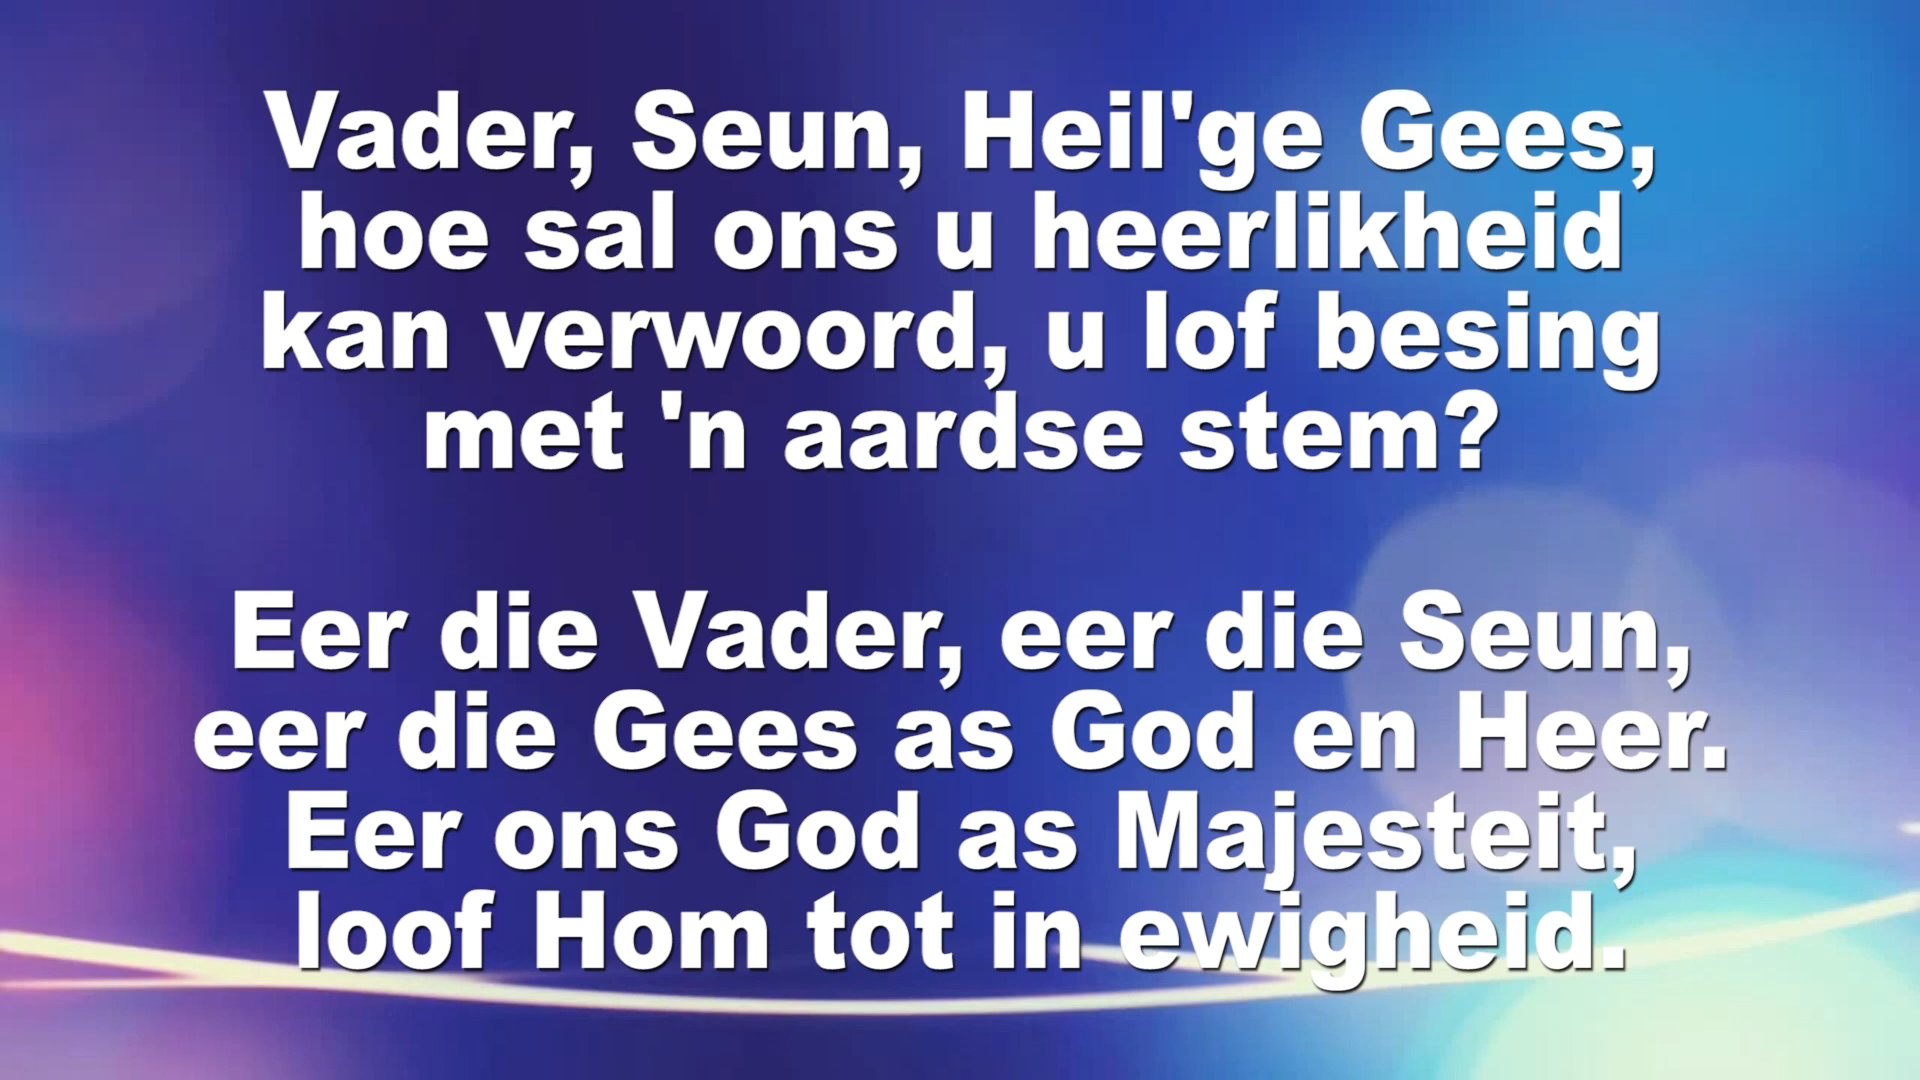 Vader, Seun, Heil'ge Gees,
hoe sal ons u heerlikheid
kan verwoord, u lof besing
met 'n aardse stem?
Eer die Vader, eer die Seun,
eer die Gees as God en Heer.
Eer ons God as Majesteit,
loof Hom tot in ewigheid.